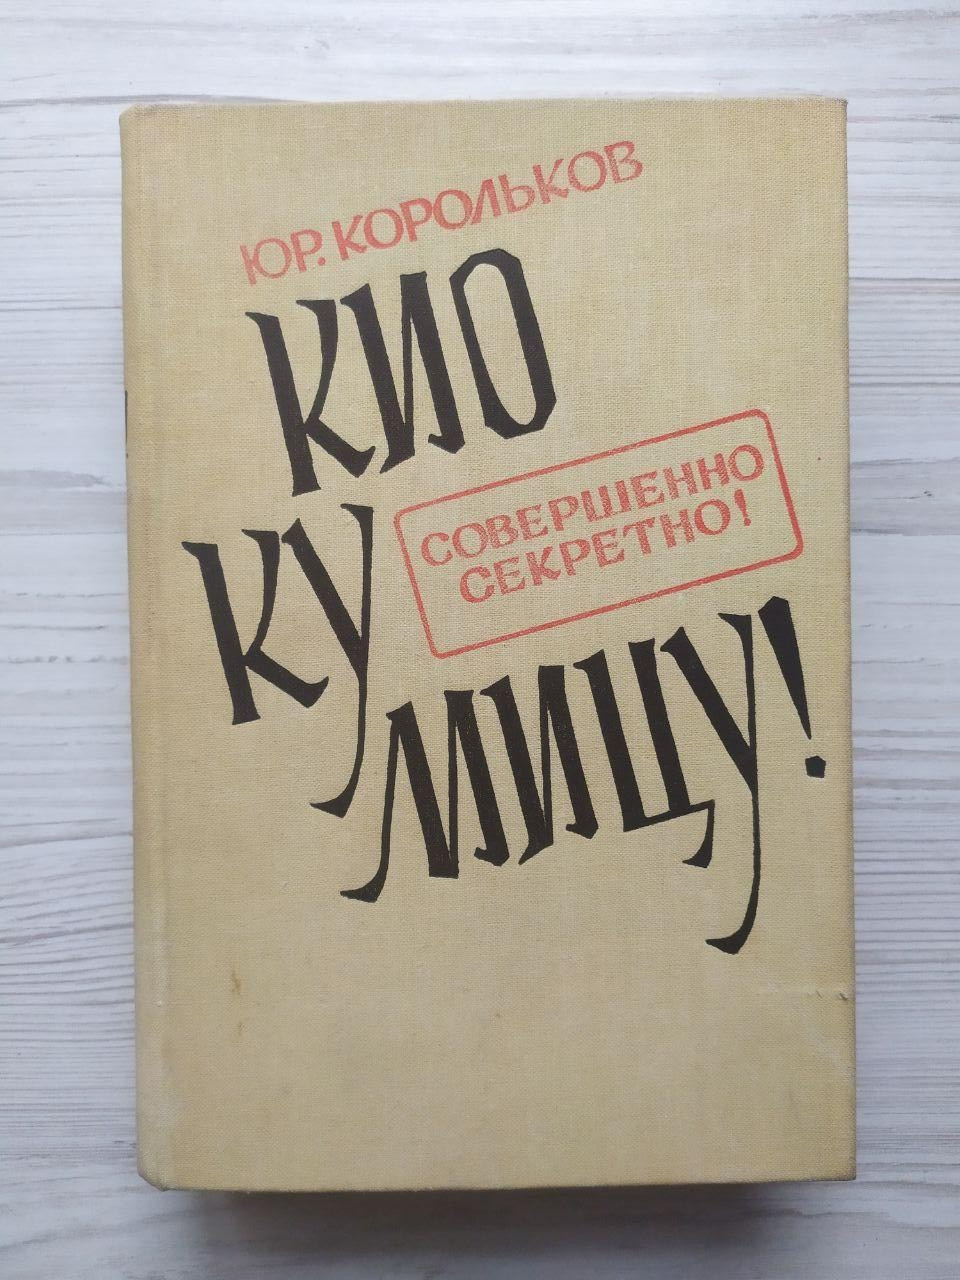 ЮР. КОРОЛЬКОВ
КИО
КУ
МИЦУ!
СОВЕРШЕННО
СЕКРЕТНО!